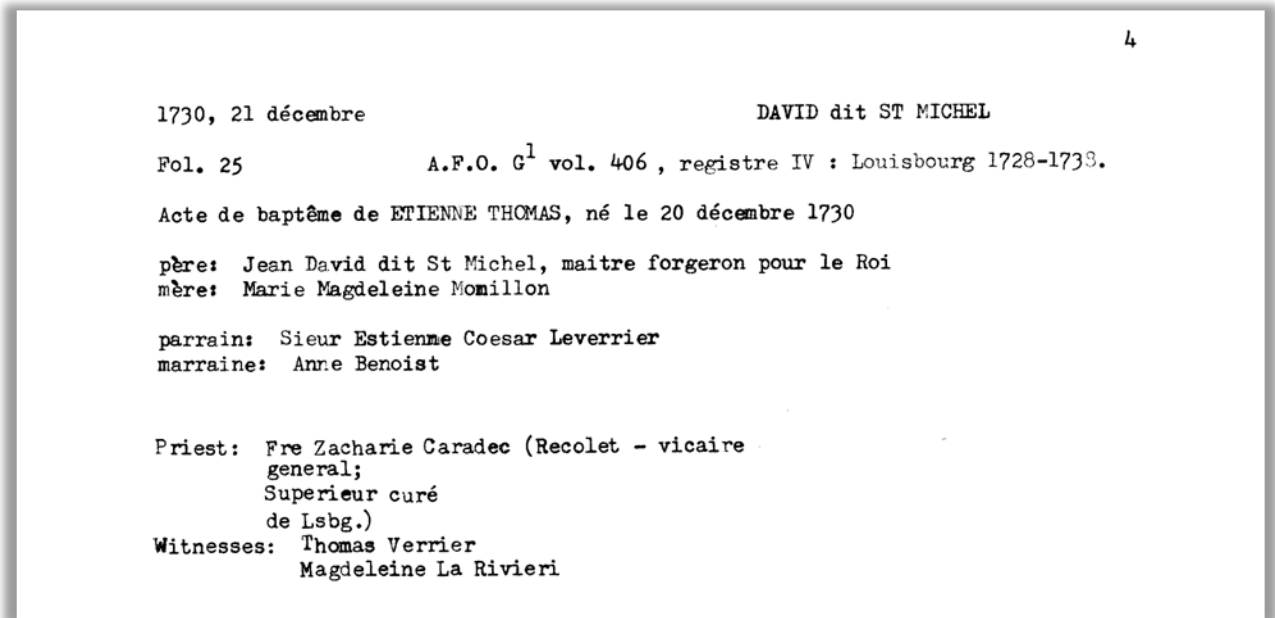 4
1730, 21 décembre DAVID dit ST MICHEL
Fol. 25 A.F.O. G1 vol. 406 , registre IV : Louisbourg 1728-1738.
Acte de baptême de ETIENNE THOMAS, né le 20 décembre 1730
père: Jean David dit St Michel, maitre forgeron pour le Roi
mère: Marie Magdeleine Momillon
parrain: Sieur Estienne Coesar Leverrier
marraine: Anne Benoist
Priest: Fre Zacharie Caradec (Recolet - vicaire
general;
Superieur curé
de Lsbg.)
Witnesses: Thomas Verrier
Magdeleine La Rivieri